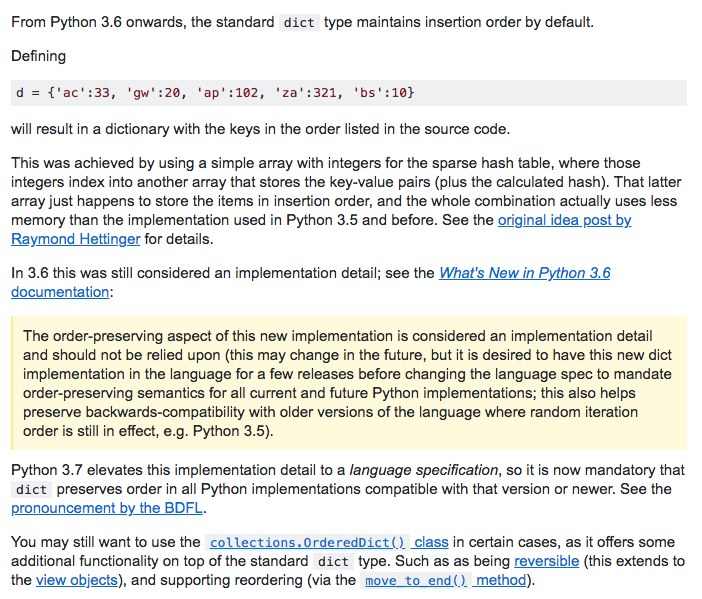 From Python 3.6 onwards, the standard dict type maintains insertion order by default.
Defining
d = {'ac':33, 'gw':20, 'ap':102, 'za':321, 'bs':10}
will result in a dictionary with the keys in the order listed in the source code.
This was achieved by using a simple array with integers for the sparse hash table, where those
integers index into another array that stores the key-value pairs (plus the calculated hash). That latter
array just happens to store the items in insertion order, and the whole combination actually uses less
memory than the implementation used in Python 3.5 and before. See the original idea post by
Raymond Hettinger for details.
In 3.6 this was still considered an implementation detail; see the What's New in Python 3.6
documentation:
The order-preserving aspect of this new implementation is considered an implementation detail
and should not be relied upon (this may change in the future, but it is desired to have this new dict
implementation in the language for a few releases before changing the language spec to mandate
order-preserving semantics for all current and future Python implementations; this also helps
preserve backwards-compatibility with older versions of the language where random iteration
order is still in effect, e.g. Python 3.5).
Python 3.7 elevates this implementation detail to a language specification, so it is now mandatory that
dict preserves order in all Python implementations compatible with that version or newer. See the
pronouncement by the BDFL.
You may still want to use the collections.OrderedDict() class in certain cases, as it offers some
additional functionality on top of the standard dict type. Such as as being reversible (this extends to
the view objects), and supporting reordering (via the move_to_end() method).